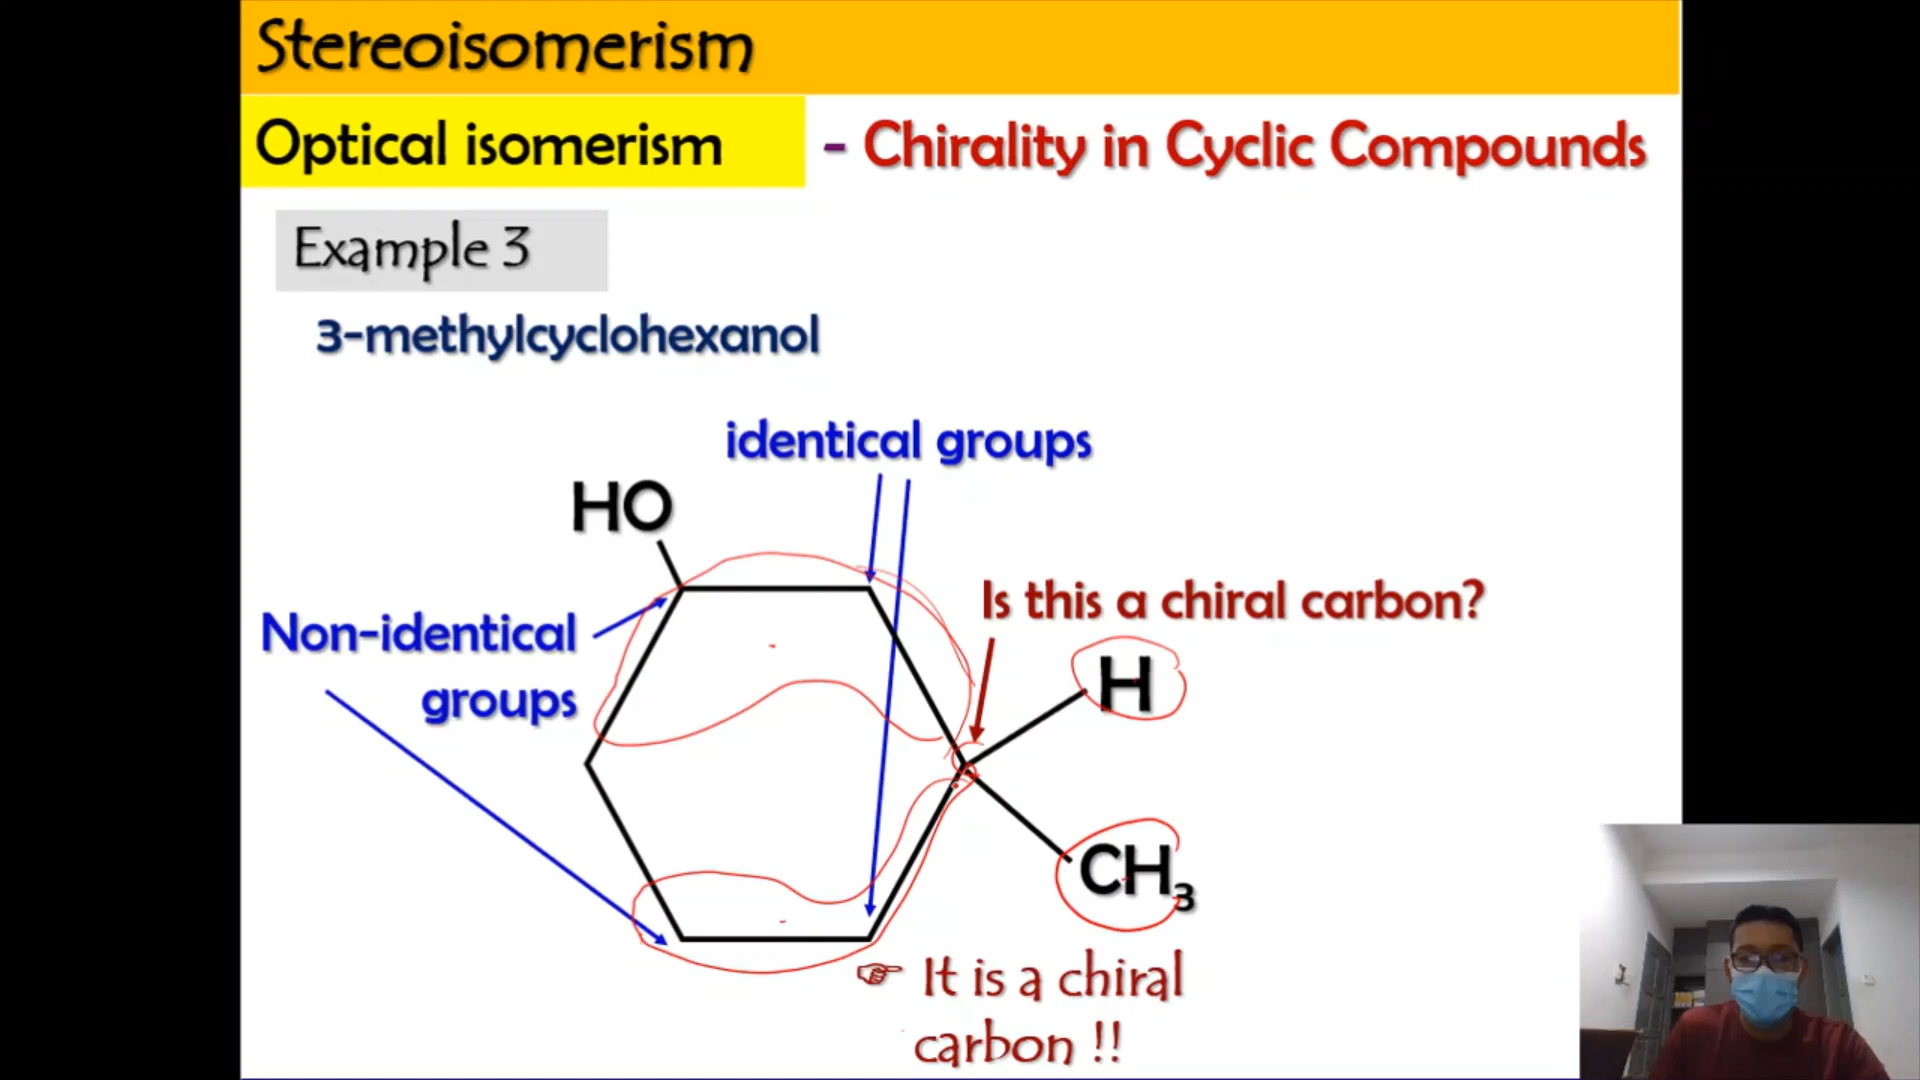 Stereoisomerism
Optical isomerism
- Chirality in Cyclic Compounds
Example 3
3-methylcyclohexanol
identical groups
HO
Is this a chiral carbon?
Non-identical
groups
H
CH₃
☞ It is a chiral
carbon !!